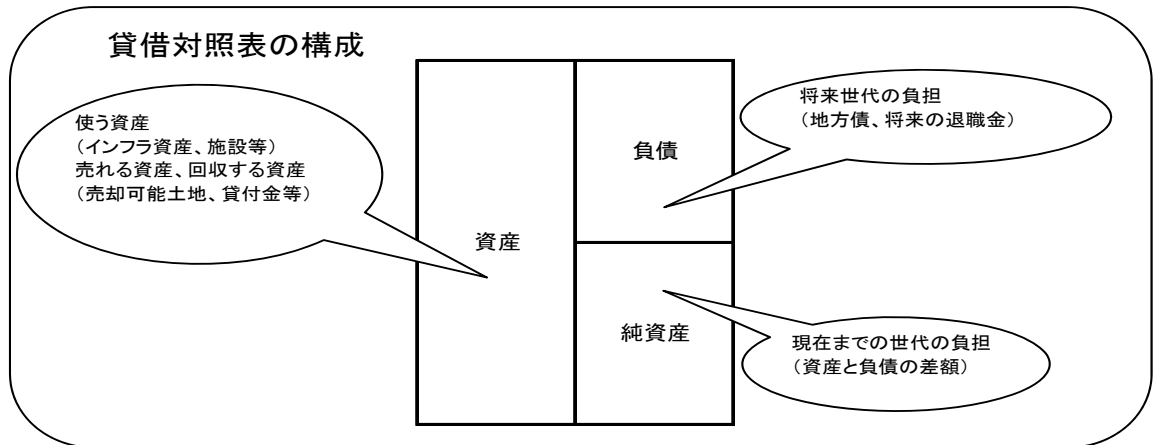 貸借対照表の構成
使う資産
（インフラ資産、施設等）
売れる資産、回収する資産
（売却可能土地、貸付金等）
資産
負債
純資産
将来世代の負担
（地方債、将来の退職金）
現在までの世代の負担
（資産と負債の差額）